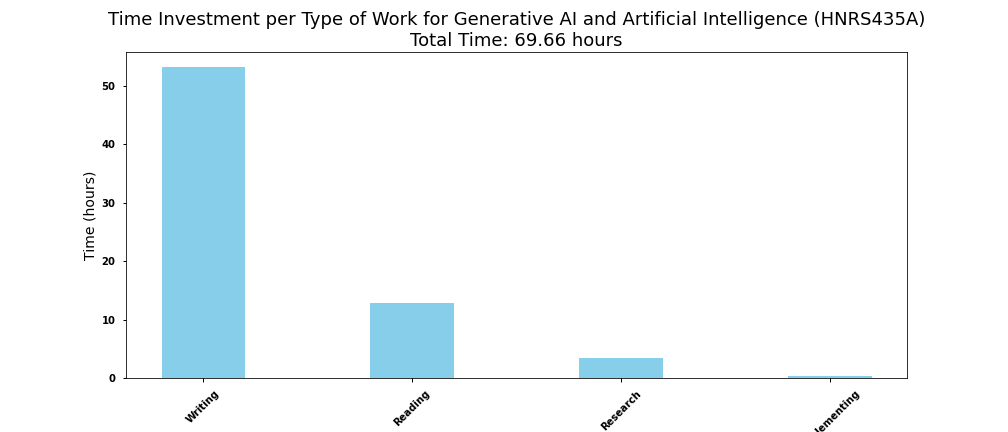 Time Investment per Type of Work for Generative AI and Artificial Intelligence (HNRS435A)
Total Time: 69.66 hours
Time (hours)
50
40
30
20
10
0
Writing
Reading
Research